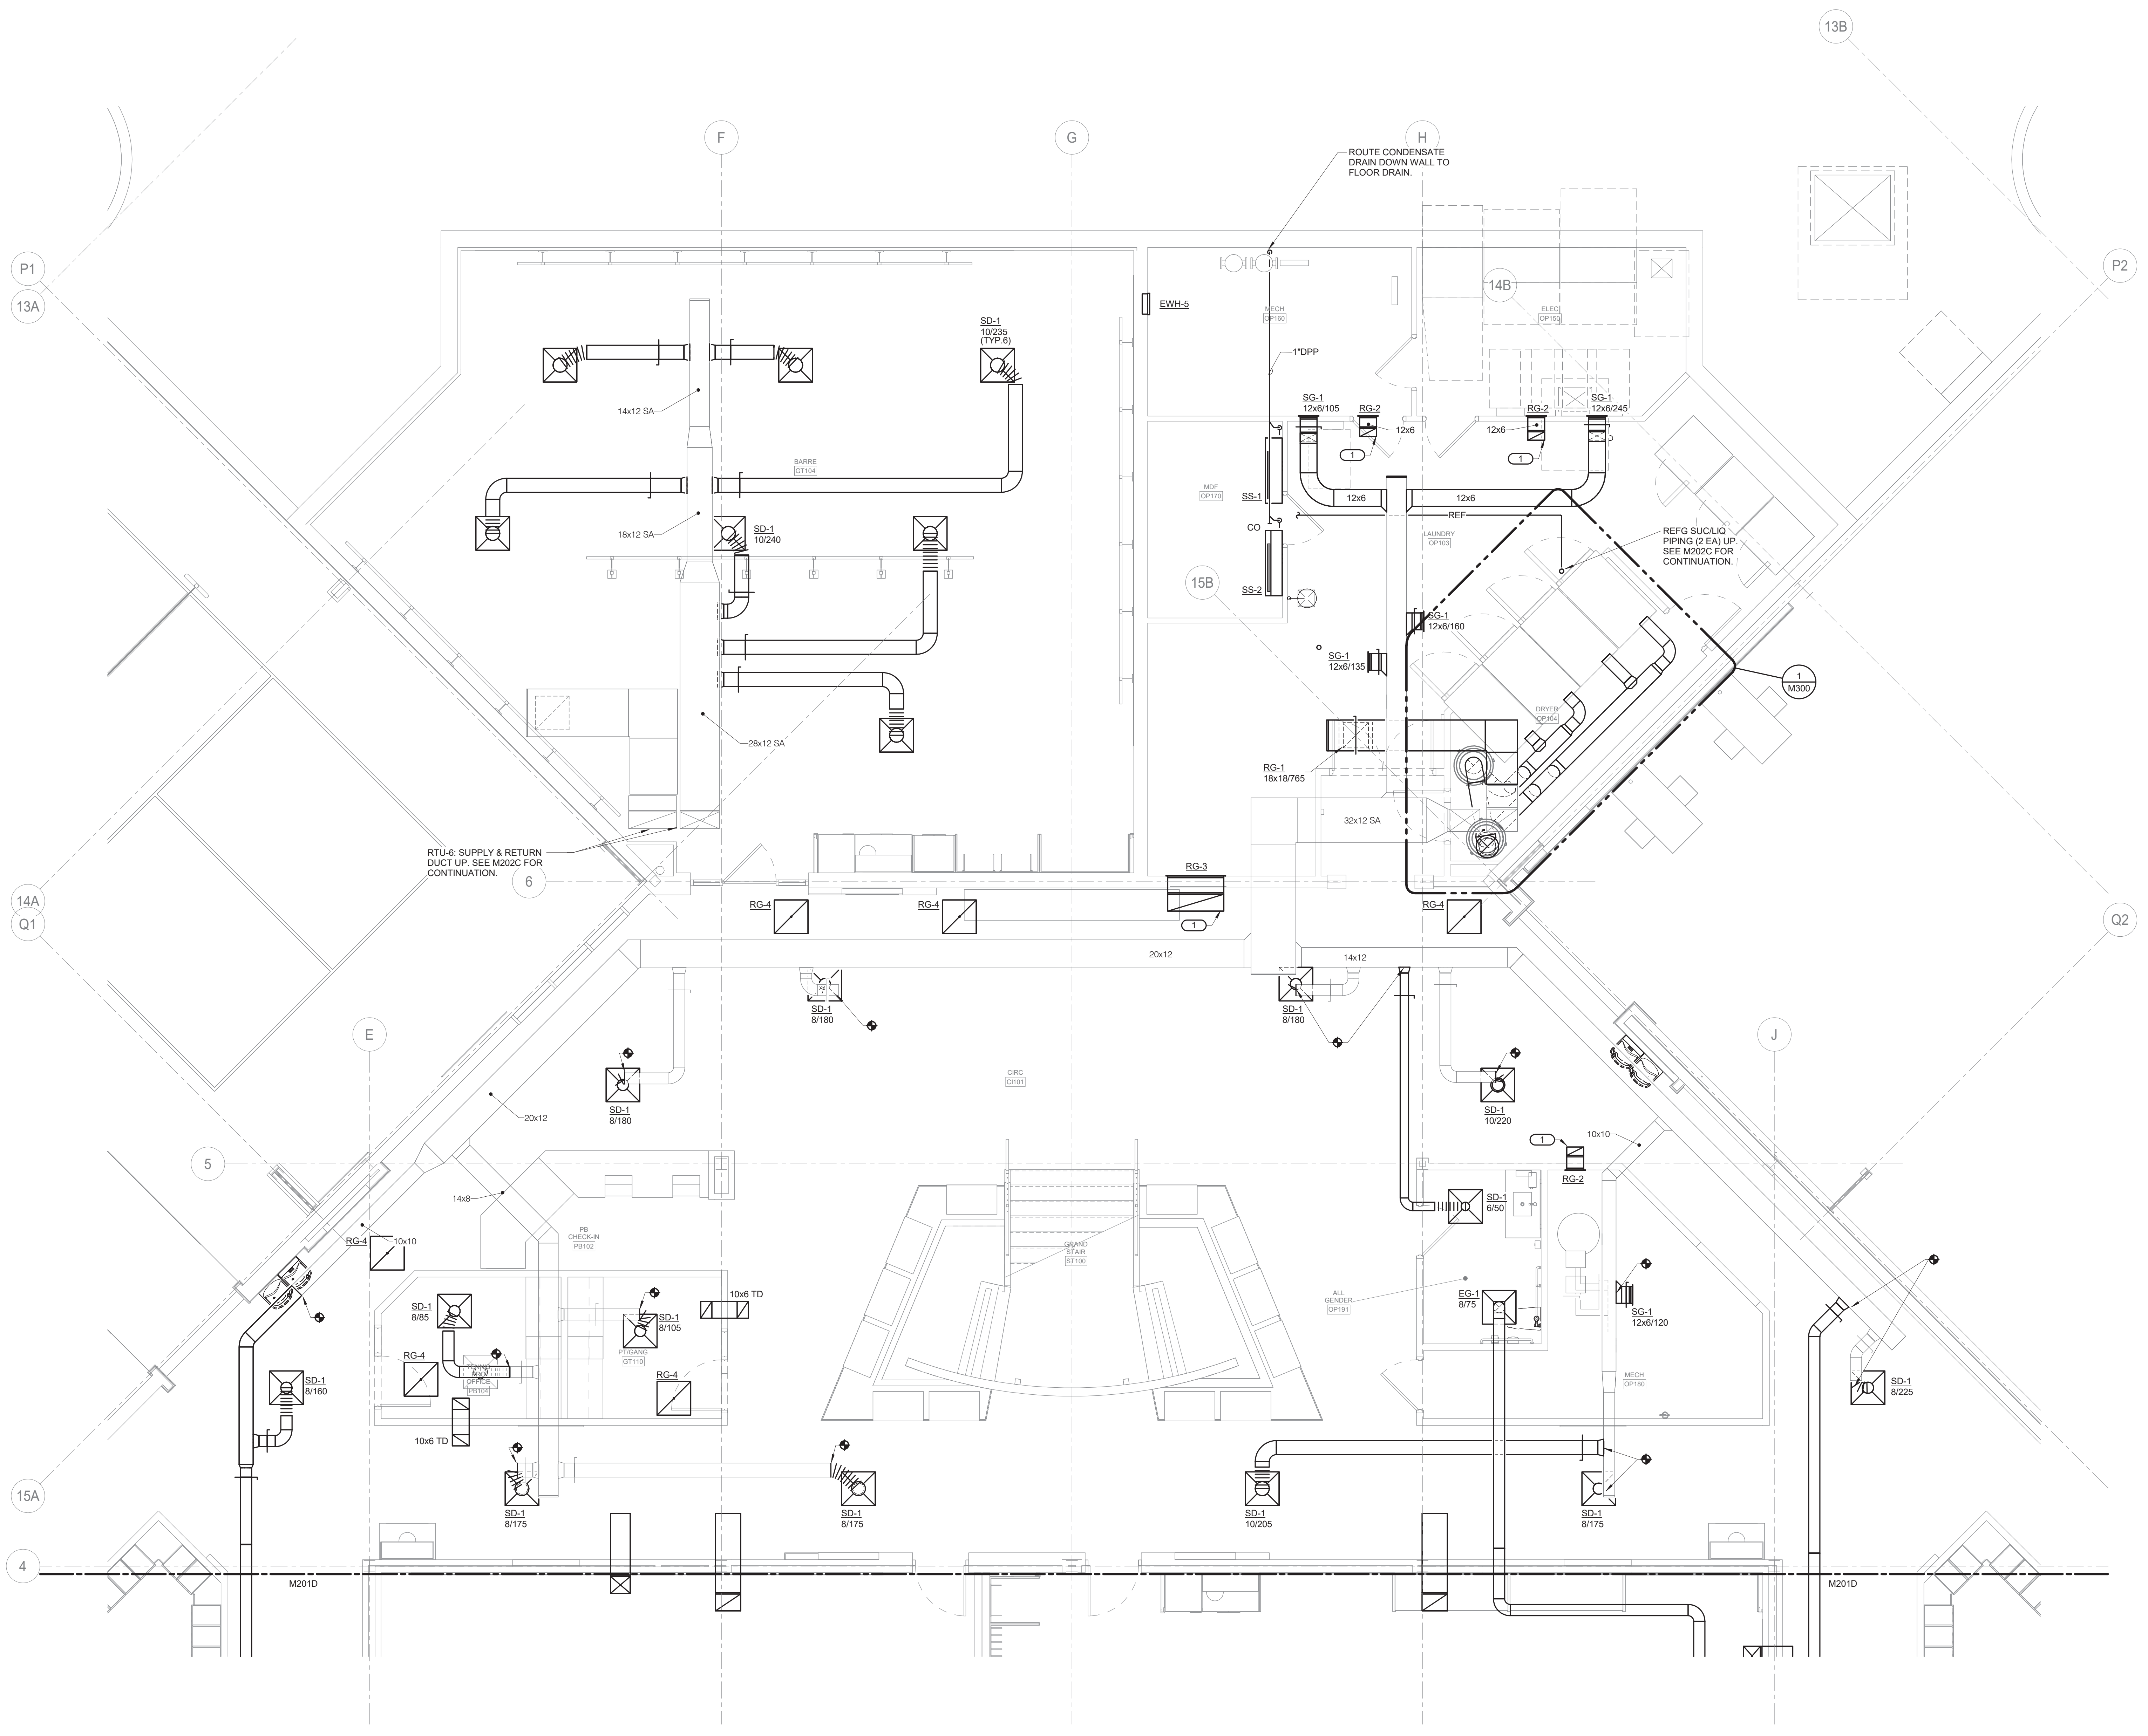 13B
F
G
H
ROUTE CONDENSATE
DRAIN DOWN WALL TO
FLOOR DRAIN.
P1
13A
P2
14B
EWH-5
MECH
OP160
ELEC
OP150
SD-1
10/235
(TYP.6)
1"DPP
14x12 SA
SG-1
12x6/105
RG-2
12x6
1
RG-2
12x6
1
SG-1
12x6/245
BARRE
GT104
MDF
OP170
SS-1
12x6
12x6
REF
CO
18x12 SA
SD-1
10/240
LAUNDRY
OP103
REFG SUC/LIQ
PIPING (2 EA) UP.
SEE M202C FOR
CONTINUATION.
15B
SS-2
SG-1
12x6/160
SG-1
12x6/135
1
M300
DRYER
OP104
28x12 SA
RG-1
18x18/765
32x12 SA
RTU-6: SUPPLY & RETURN
DUCT UP. SEE M202C FOR
CONTINUATION.
6
RG-3
1
14A
Q1
RG-4
RG-4
RG-4
Q2
20x12
14x12
SD-1
8/180
SD-1
8/180
E
J
CIRC
CI101
SD-1
8/180
SD-1
10/220
20x12
5
10x10
1
RG-2
14x8
PB
CHECK-IN
PB102
SD-1
6/50
RG-4
10x10
GRAND
STAIR
ST100
ALL
GENDER
OP191
EG-1
8/75
SG-1
12x6/120
SD-1
8/85
10x6 TD
SD-1
8/105
PT/GANG
GT110
RG-4
TENNIS
PRO
OFFICE
PB104
RG-4
MECH
OP180
SD-1
8/160
SD-1
8/225
10x6 TD
15A
SD-1
8/175
SD-1
8/175
SD-1
10/205
SD-1
8/175
4
M201D
M201D